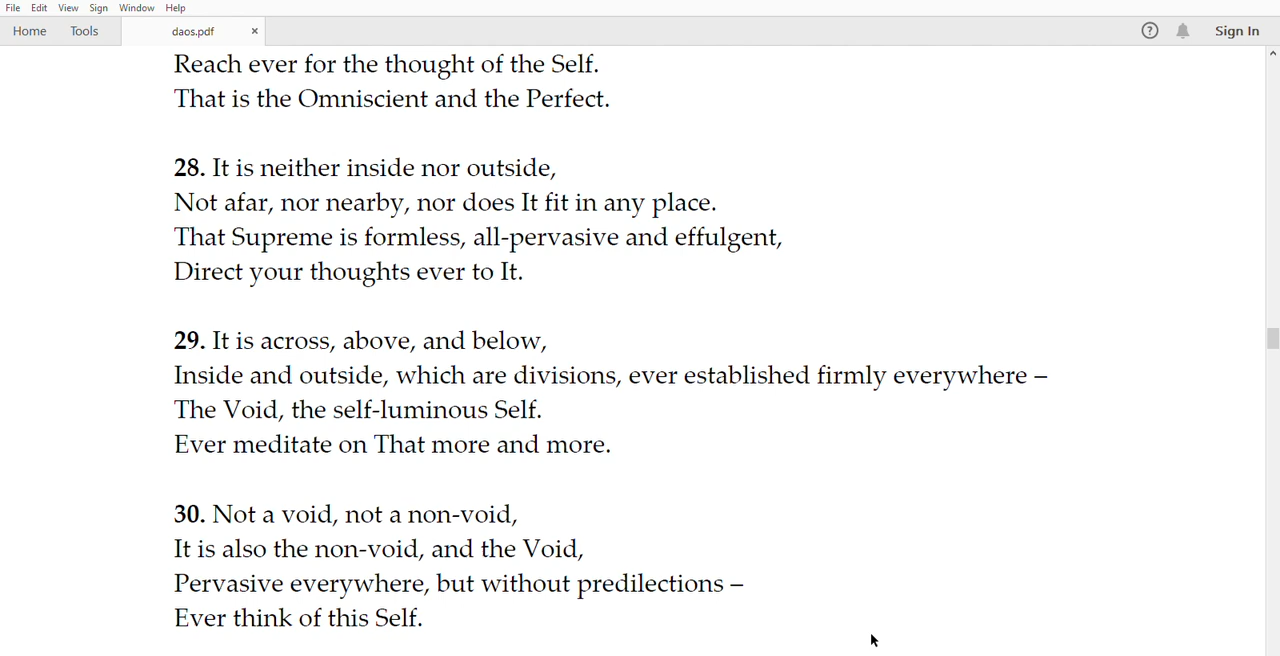 File Edit View Sign Window Help
Home Tools daos.pdf × ? Sign In
Reach ever for the thought of the Self.
That is the Omniscient and the Perfect.
28. It is neither inside nor outside,
Not afar, nor nearby, nor does It fit in any place.
That Supreme is formless, all-pervasive and effulgent,
Direct your thoughts ever to It.
29. It is across, above, and below,
Inside and outside, which are divisions, ever established firmly everywhere –
The Void, the self-luminous Self.
Ever meditate on That more and more.
30. Not a void, not a non-void,
It is also the non-void, and the Void,
Pervasive everywhere, but without predilections –
Ever think of this Self.